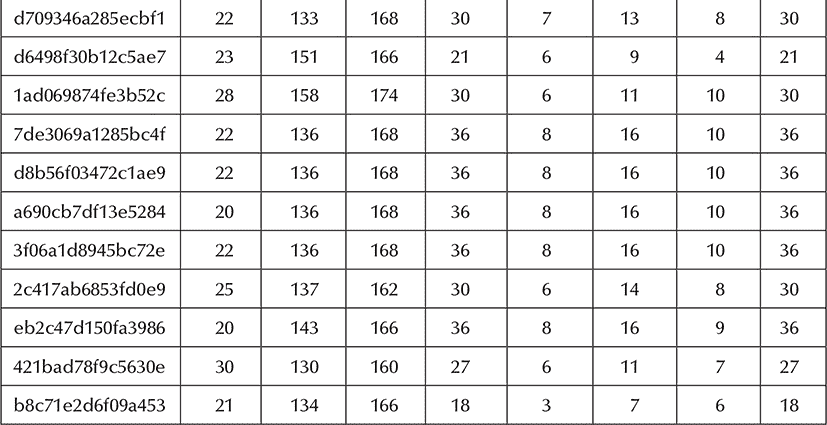 d709346a285ecbf1 22 133 168 30 7 13 8 30
d6498f30b12c5ae7 23 151 166 21 6 9 4 21
1ad069874fe3b52c 28 158 174 30 6 11 10 30
7de3069a1285bc4f 22 136 168 36 8 16 10 36
d8b56f03472c1ae9 22 136 168 36 8 16 10 36
a690cb7df13e5284 20 136 168 36 8 16 10 36
3f06a1d8945bc72e 22 136 168 36 8 16 10 36
2c417ab6853fd0e9 25 137 162 30 6 14 8 30
eb2c47d150fa3986 20 143 166 36 8 16 9 36
421bad78f9c5630e 30 130 160 27 6 11 7 27
b8c71e2d6f09a453 21 134 166 18 3 7 6 18